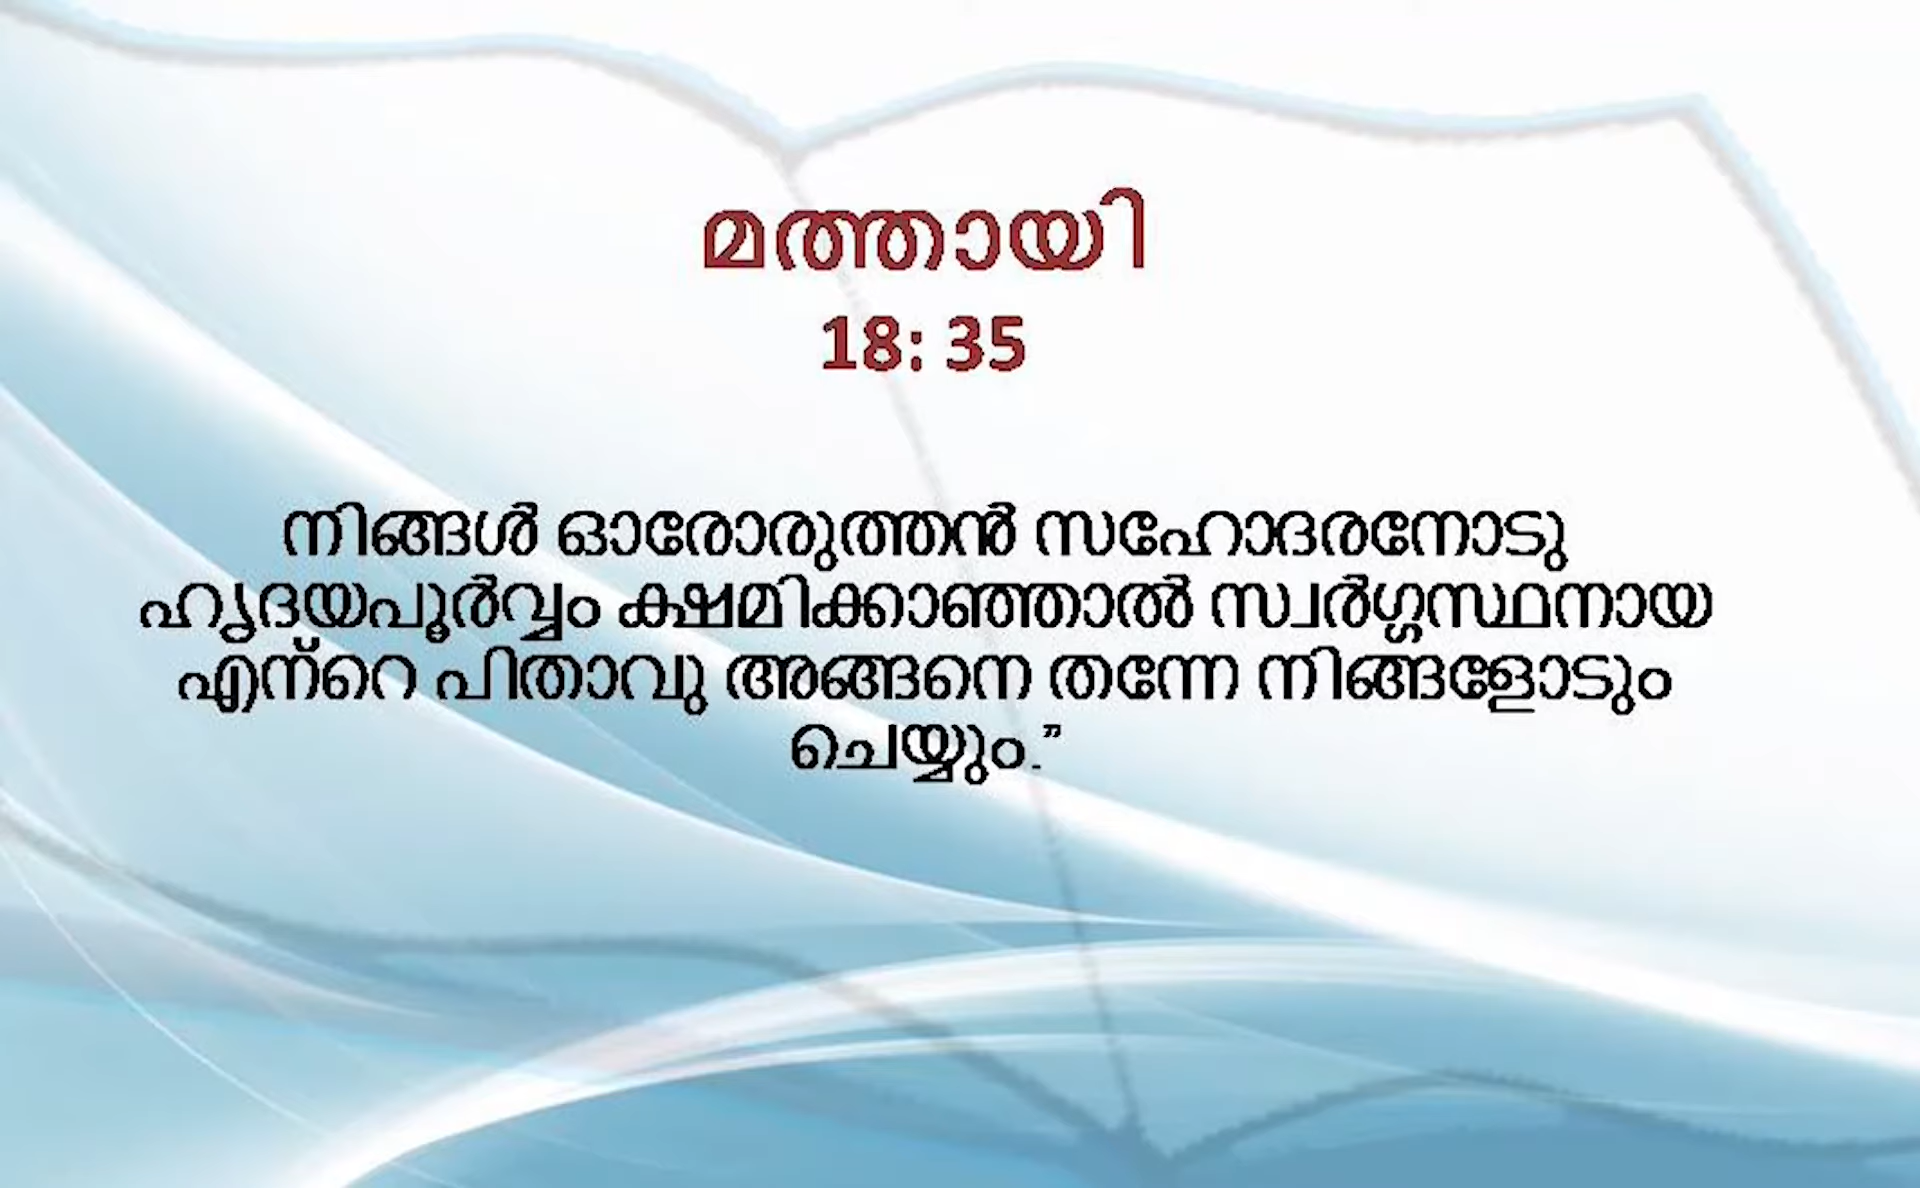 മത്തായി
18: 35
നിങ്ങൾ ഓരോരുത്തൻ സഹോദരനോടു
ഹൃദയപൂർവ്വം ക്ഷമിക്കാഞ്ഞാൽ സ്വർഗ്ഗസ്ഥനായ
എന്റെ പിതാവു അങ്ങനെ തന്നേ നിങ്ങളോടും
ചെയ്യും.”